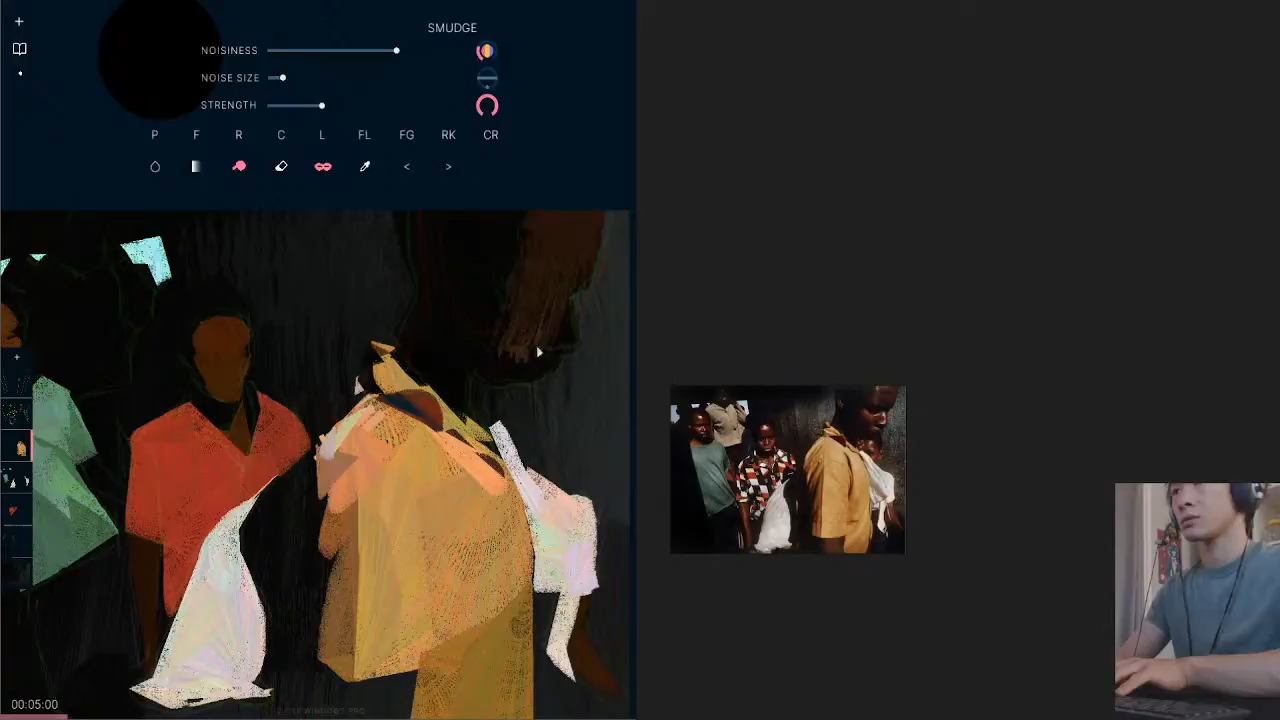 SMUDGE
NOISINESS
NOISE SIZE
STRENGTH
P F R C L FL FG RK CR
< >
00:05:00